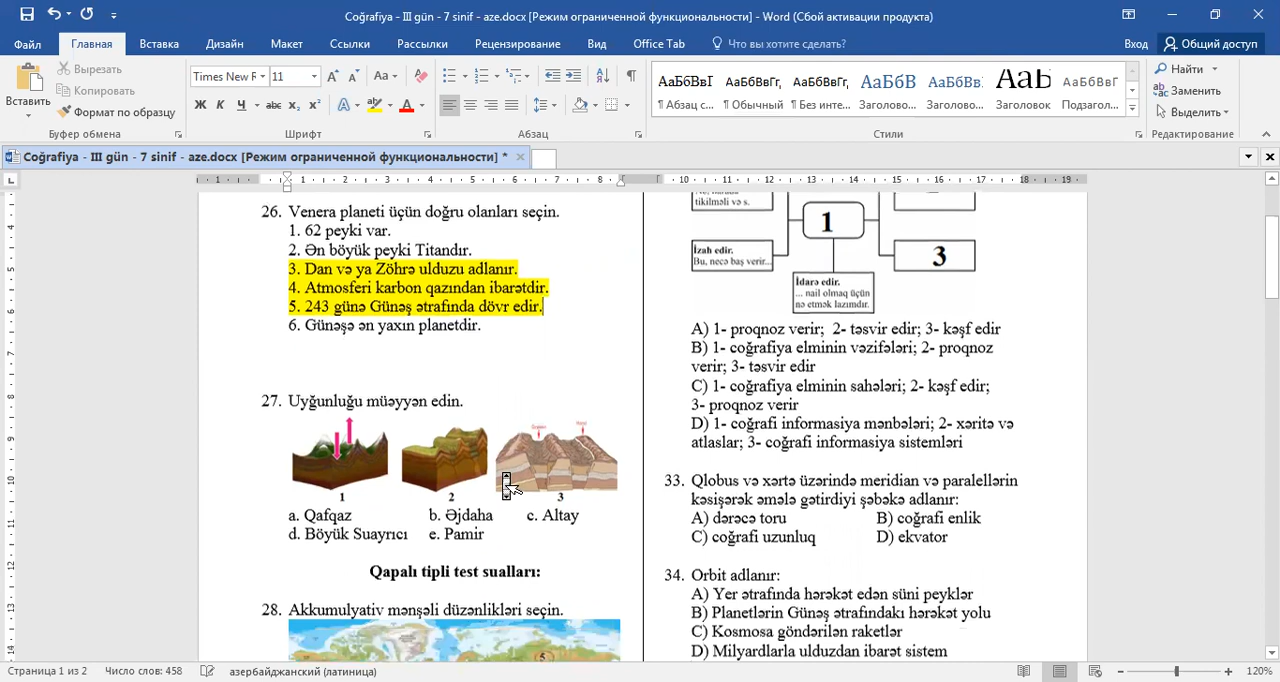 Coğrafiya - III gün - 7 sinif - aze.docx [Режим ограниченной функциональности] - Word (Сбой активации продукта)
Файл Главная Вставка Дизайн Макет Ссылки Рассылки Рецензирование Вид Office Tab Что вы хотите сделать? Вход Общий доступ
Вставить
Вырезать
Копировать
Формат по образцу
Буфер обмена
Times New F 11
Шрифт
Абзац
АаБбВвІ АаБбВвГг, АаБбВвГг, АаБбВ АаБбВв: АаБ АаБбВвГг
¶ Абзац с... ¶ Обычный ¶ Без инте... Заголово... Заголово... Заголовок Подзагол...
Стили
Найти
Заменить
Выделить
Редактирование
Coğrafiya - III gün - 7 sinif - aze.docx [Режим ограниченной функциональности] *
26. Venera planeti üçün doğru olanları seçin.
1. 62 peyki var.
2. Ən böyük peyki Titandır.
3. Dan və ya Zöhrə ulduzu adlanır.
4. Atmosferi karbon qazından ibarətdir.
5. 243 günə Günəş ətrafında dövr edir.
6. Günəşə ən yaxın planetdir.
27. Uyğunluğu müəyyən edin.
1 2 3
a. Qafqaz b. Əjdaha c. Altay
d. Böyük Suayrıcı e. Pamir
Qapalı tipli test sualları:
28. Akkumulyativ mənşəli düzənlikləri seçin.
5
tikilməli və s.
1
İzah edir.
Bu, necə baş verir...
3
İdarə edir.
... nail olmaq üçün
nə etmək lazımdır.
A) 1- proqnoz verir; 2- təsvir edir; 3- kəşf edir
B) 1- coğrafiya elminin vəzifələri; 2- proqnoz
verir; 3- təsvir edir
C) 1- coğrafiya elminin sahələri; 2- kəşf edir;
3- proqnoz verir
D) 1- coğrafi informasiya mənbələri; 2- xəritə və
atlaslar; 3- coğrafi informasiya sistemləri
33. Qlobus və xərtə üzərində meridian və paralellərin
kəsişərək əmələ gətirdiyi şəbəkə adlanır:
A) dərəcə toru B) coğrafi enlik
C) coğrafi uzunluq D) ekvator
34. Orbit adlanır:
A) Yer ətrafında hərəkət edən süni peyklər
B) Planetlərin Günəş ətrafındakı hərəkət yolu
C) Kosmosa göndərilən raketlər
D) Milyardlarla ulduzdan ibarət sistem
Страница 1 из 2 Число слов: 458 азербайджанский (латиница) 120%